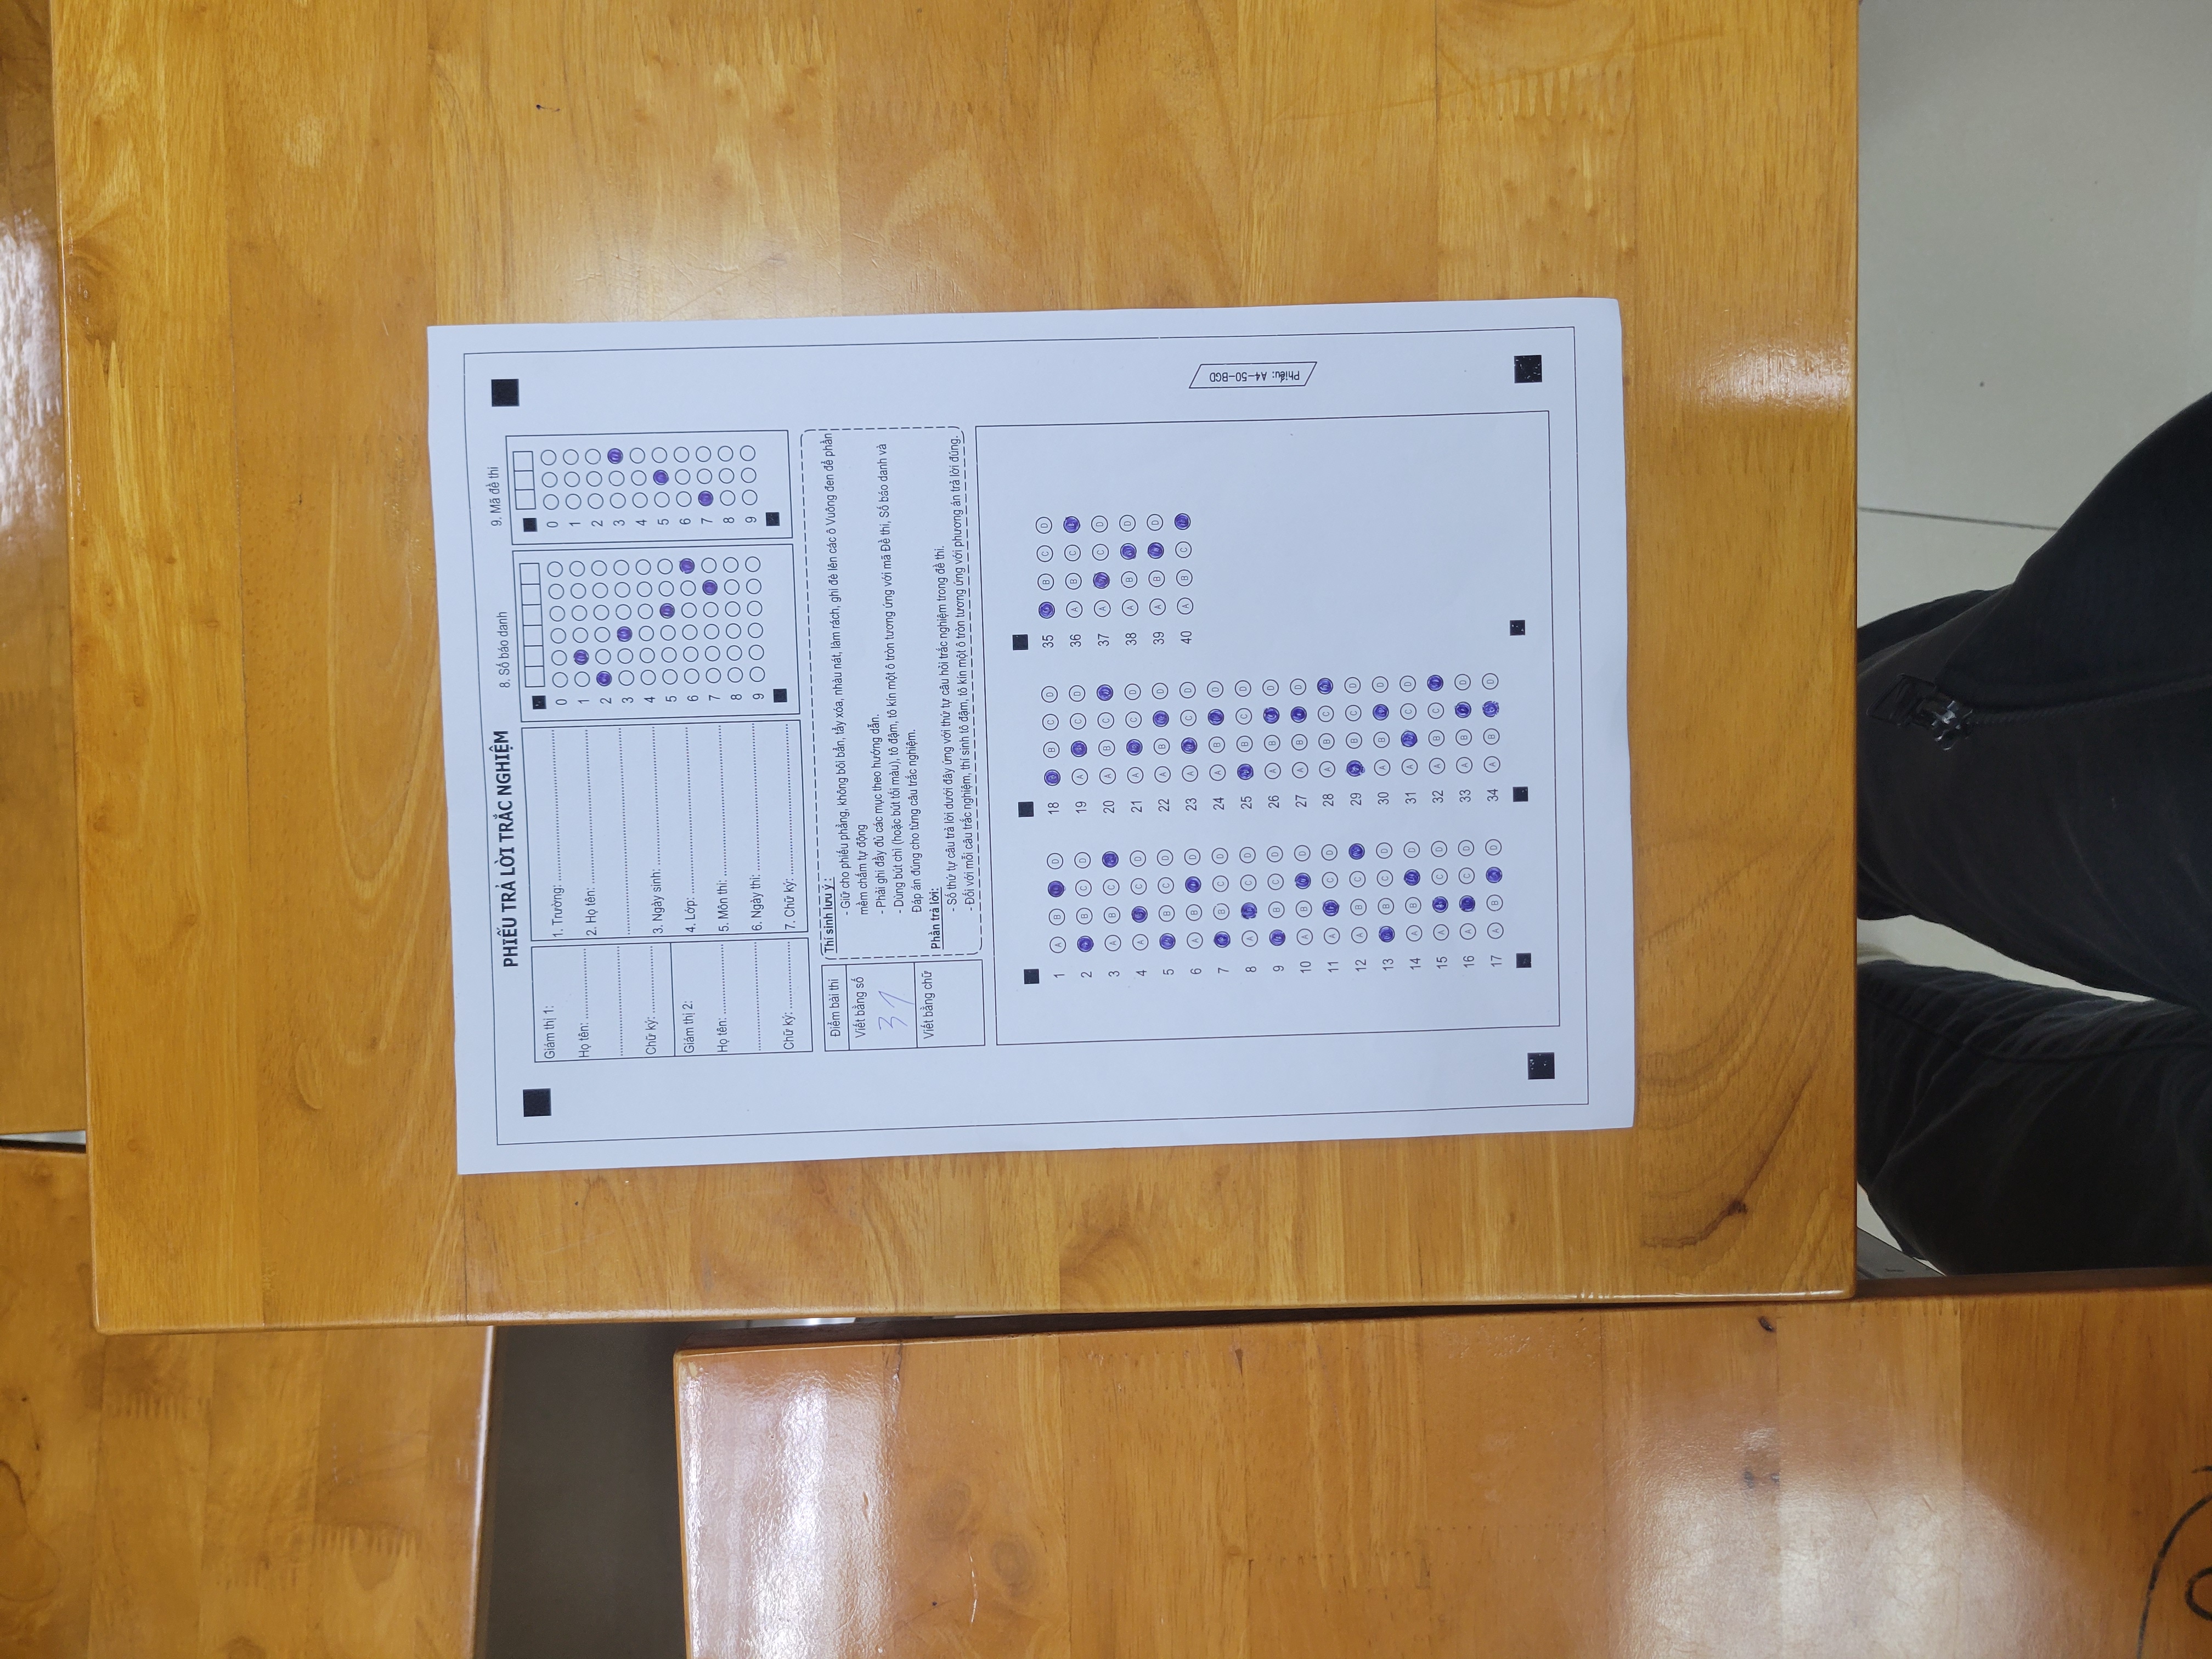 PHIẾU TRẢ LỜI TRẮC NGHIỆM
8. Số báo danh
9. Mã đề thi
Giám thị 1:
Họ tên: ........................
........................
Chữ ký: ........................
Giám thị 2:
Họ tên: ........................
........................
Chữ ký: ........................
1. Trường: ........................
2. Họ tên: ........................
........................
3. Ngày sinh: ........................
4. Lớp: ........................
5. Môn thi: ........................
6. Ngày thi: ........................
7. Chữ ký: ........................
0
1
2
3
4
5
6
7
8
9
0
1
2
3
4
5
6
7
8
9
Điểm bài thi
Viết bằng số
31
Viết bằng chữ
Thí sinh lưu ý :
- Giữ cho phiếu phẳng, không bôi bẩn, tẩy xóa, nhàu nát, làm rách, ghi đè lên các ô Vuông đen để phần
mềm chấm tự động
- Phải ghi đầy đủ các mục theo hướng dẫn.
- Dùng bút chì (hoặc bút tối màu), tô đậm, tô kín một ô tròn tương ứng với mã Đề thi, Số báo danh và
Đáp án đúng cho từng câu trắc nghiệm.
Phần trả lời:
- Số thứ tự câu trả lời dưới đây ứng với thứ tự câu hỏi trắc nghiệm trong đề thi.
- Đối với mỗi câu trắc nghiệm, thí sinh tô đậm, tô kín một ô tròn tương ứng với phương án trả lời đúng.
1 A B D
2 B C D
3 A B C
4 A C D
5 B C D
6 A B D
7 B C D
8 A C D
9 B C D
10 A B D
11 A C D
12 A B C
13 B C D
14 A B D
15 A C D
16 A C D
17 A B D
18 B C D
19 A C D
20 A B C
21 A C D
22 A B D
23 A C D
24 A B D
25 B C D
26 A B D
27 A B D
28 A B C
29 B C D
30 A B D
31 A C D
32 A B C
33 A B D
34 A B D
35 B C D
36 A B C
37 A C D
38 A B D
39 A B D
40 A B C
Phiếu: A4-50-BGD